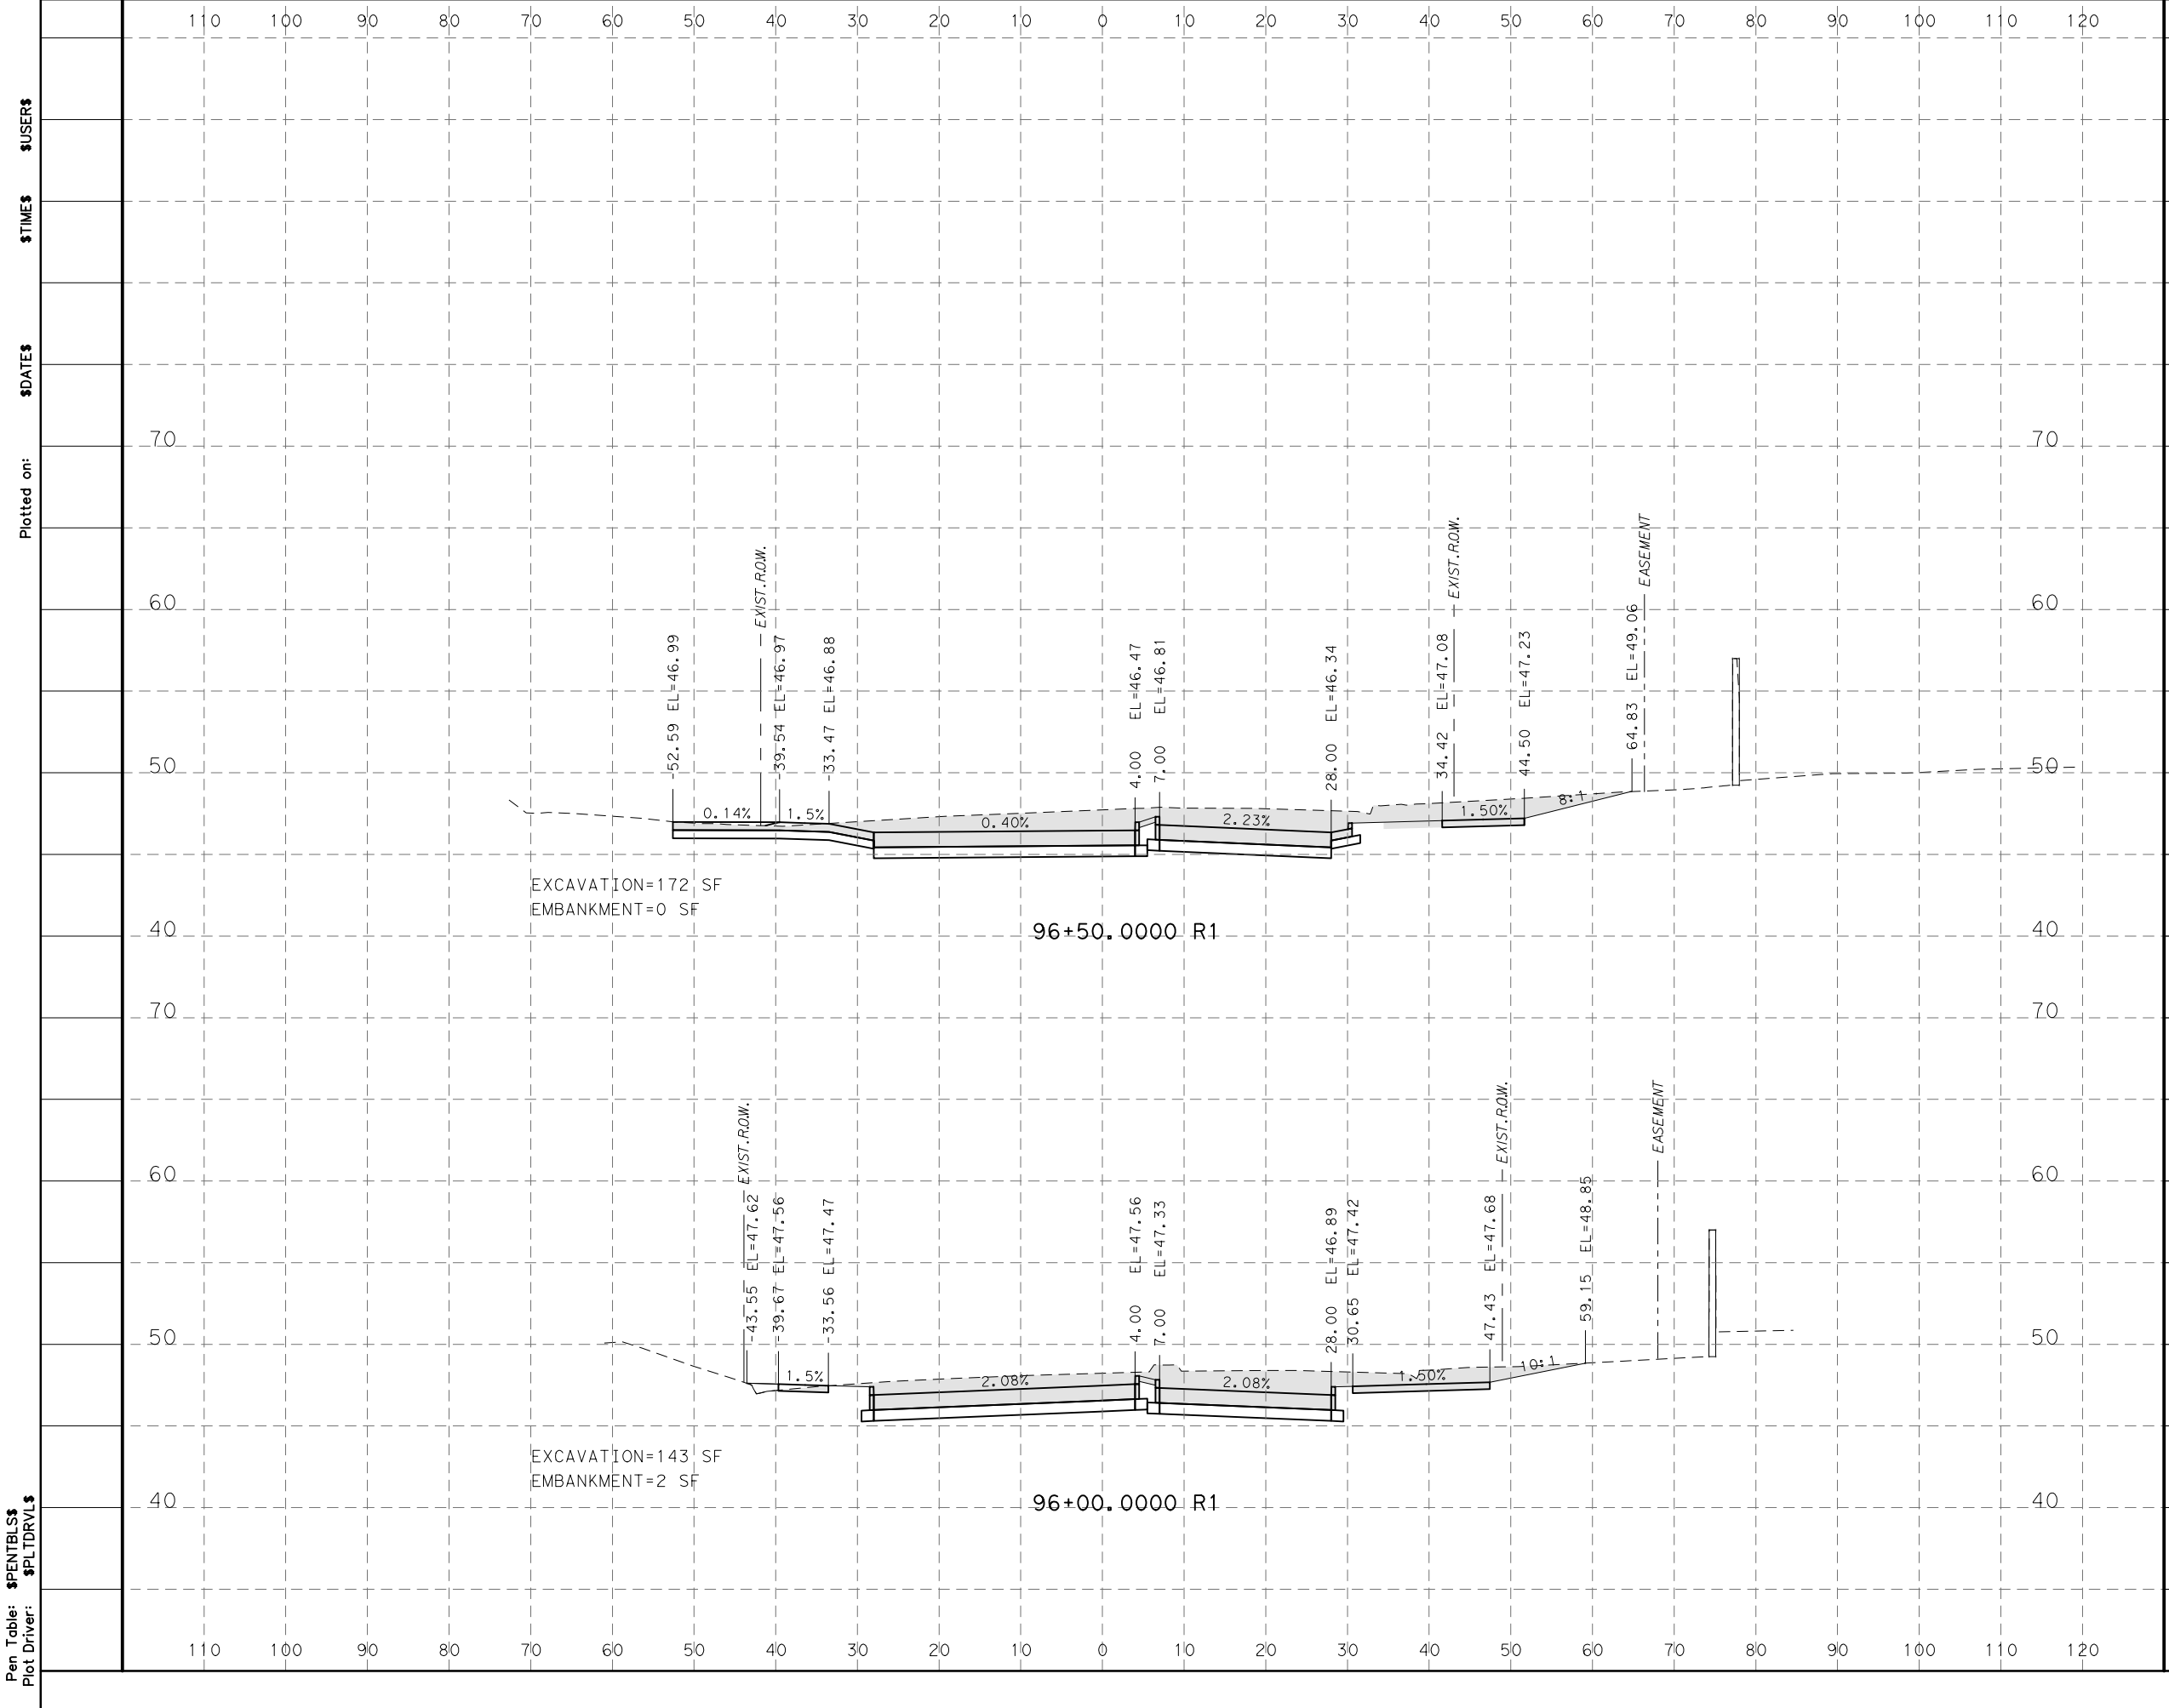 110 100 90 80 70 60 50 40 30 20 10 0 10 20 30 40 50 60 70 80 90 100 110 120
$USER$
$TIME$
$DATE$
Plotted on:
70 70
60 60
50 50
40 40
EXIST.R.O.W.
EXIST.R.O.W.
EASEMENT
-52.59 EL=46.99
-39.54 EL=46.97
-33.47 EL=46.88
4.00 EL=46.47
7.00 EL=46.81
28.00 EL=46.34
34.42 EL=47.08
44.50 EL=47.23
64.83 EL=49.06
0.14% 1.5% 0.40% 2.23% 1.50% 8:1
EXCAVATION=172 SF
EMBANKMENT=0 SF
96+50.0000 R1
70 70
60 60
50 50
40 40
EXIST.R.O.W.
EXIST.R.O.W.
EASEMENT
-43.55 EL=47.62
-39.67 EL=47.56
-33.56 EL=47.47
4.00 EL=47.56
7.00 EL=47.33
28.00 EL=46.89
30.65 EL=47.42
47.43 EL=47.68
59.15 EL=48.85
1.5% 2.08% 2.08% 1.50% 10:1
EXCAVATION=143 SF
EMBANKMENT=2 SF
96+00.0000 R1
Pen Table: $PENTBLS$
Plot Driver: $PLTDRVL$
110 100 90 80 70 60 50 40 30 20 10 0 10 20 30 40 50 60 70 80 90 100 110 120